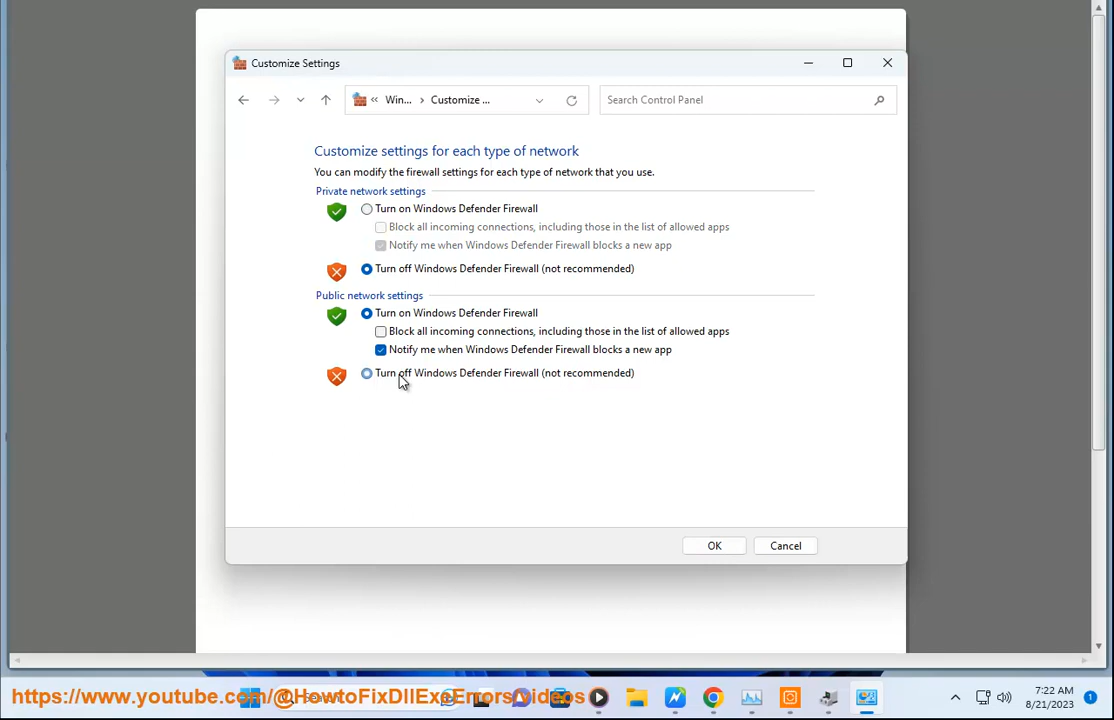 Customize Settings
Win... Customize ...
Search Control Panel
Customize settings for each type of network
You can modify the firewall settings for each type of network that you use.
Private network settings
Turn on Windows Defender Firewall
Block all incoming connections, including those in the list of allowed apps
Notify me when Windows Defender Firewall blocks a new app
Turn off Windows Defender Firewall (not recommended)
Public network settings
Turn on Windows Defender Firewall
Block all incoming connections, including those in the list of allowed apps
Notify me when Windows Defender Firewall blocks a new app
Turn off Windows Defender Firewall (not recommended)
OK Cancel
https://www.youtube.com/@HowtoFixDllExeErrors/videos
7:22 AM
8/21/2023
1